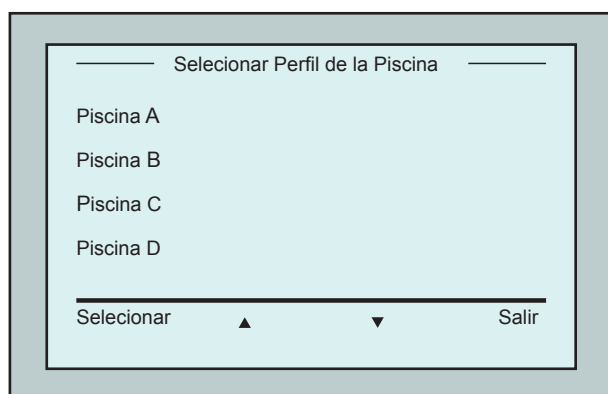 Selecionar Perfil de la Piscina
Piscina A
Piscina B
Piscina C
Piscina D
Selecionar ▲ ▼ Salir